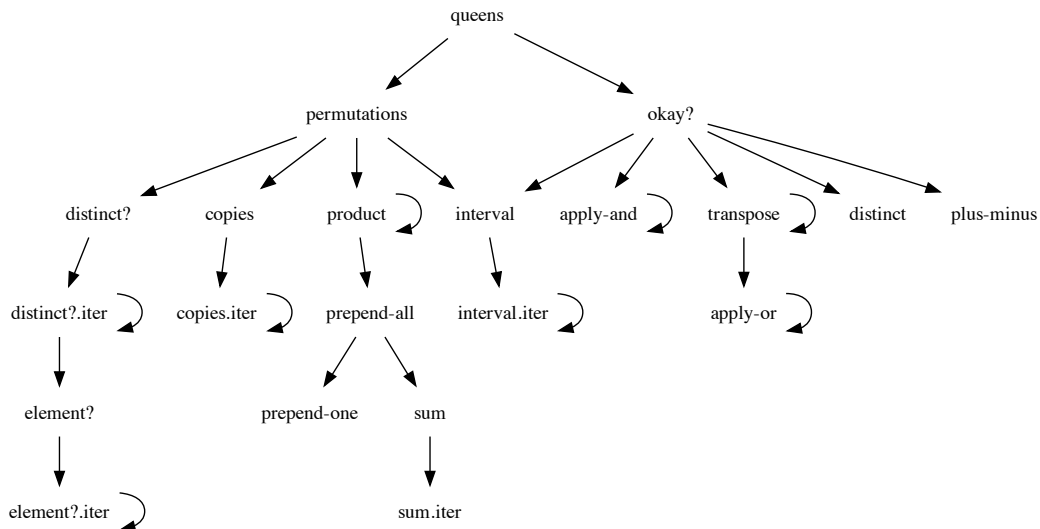 queens
permutations okay?
distinct? copies product interval apply-and transpose distinct plus-minus
distinct?.iter copies.iter prepend-all interval.iter apply-or
element? prepend-one sum
element?.iter sum.iter